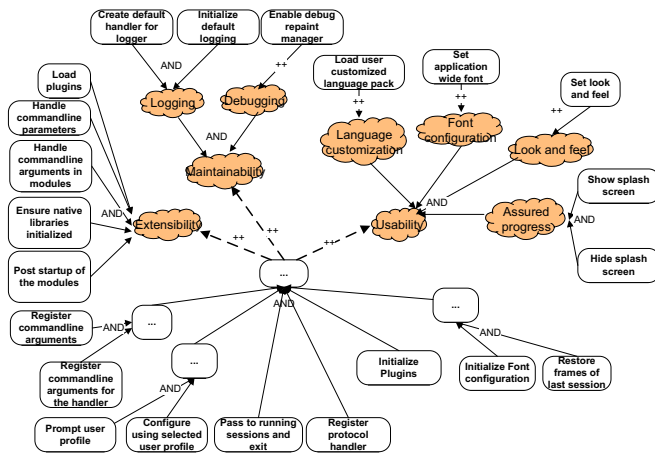 Create default
handler for
logger
Initialize
default
logging
Enable debug
repaint
manager
AND
++
Load user
customized
language pack
Set
application
wide font
Set look
and feel
Load
plugins
Handle
commandline
parameters
Handle
commandline
arguments in
modules
Ensure native
libraries
initialized
Post startup of
the modules
AND
Logging
Debugging
AND
Maintainability
Extensibility
++
++
++
++
++
++
Language
customization
Font
configuration
Look and feel
AND
Usability
Assured
progress
AND
Show splash
screen
Hide splash
screen
...
AND
Register
commandline
arguments
AND
...
Register
commandline
arguments for
the handler
...
AND
Prompt user
profile
Configure
using selected
user profile
Pass to running
sessions and
exit
Register
protocol
handler
Initialize
Plugins
...
AND
Initialize Font
configuration
Restore
frames of
last session